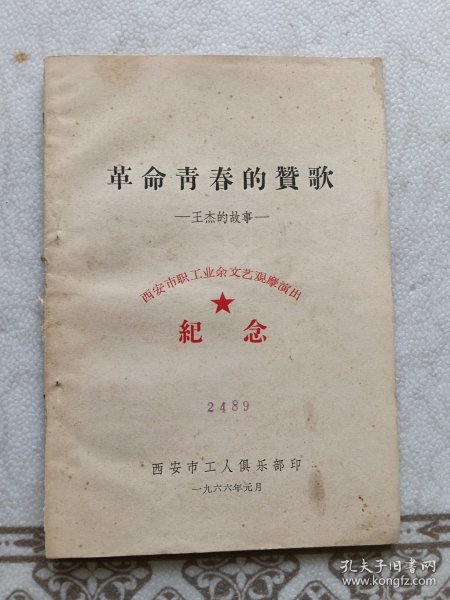 革命青春的贊歌
—王杰的故事—
西安市职工业余文艺观摩演出
★
紀念
2489
西安市工人俱乐部印
一九六六年元月
孔夫子旧书网
www.kongfz.com